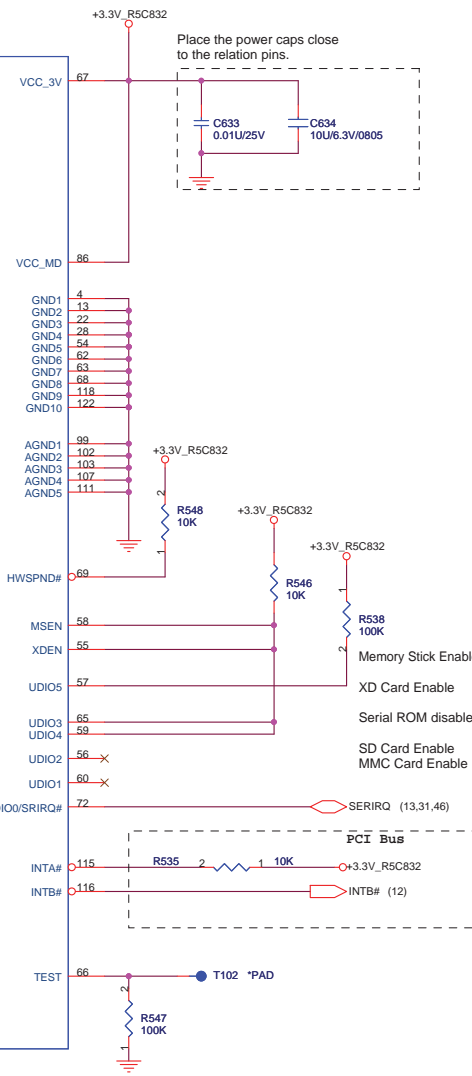 +3.3V_R5C832
Place the power caps close
to the relation pins.
VCC_3V 67
C633
0.01U/25V
C634
10U/6.3V/0805
VCC_MD 86
GND1 4
GND2 13
GND3 22
GND4 28
GND5 54
GND6 62
GND7 63
GND8 68
GND9 118
GND10 122
AGND1 99
AGND2 102
AGND3 103
AGND4 107
AGND5 111
+3.3V_R5C832
2
R548
10K
1
HWSPND# 69
+3.3V_R5C832
R546
10K
+3.3V_R5C832
1
R538
100K
2
MSEN 58
XDEN 55
Memory Stick Enabl
UDIO5 57
XD Card Enable
UDIO3 65
Serial ROM disable
UDIO4 59
UDIO2 56
SD Card Enable
MMC Card Enable
UDIO1 60
DIO0/SRIRQ# 72
SERIRQ (13,31,46)
PCI Bus
INTA# 115
R535 2 1 10K
+3.3V_R5C832
INTB# 116
INTB# (12)
TEST 66
T102 *PAD
2
R547
100K
1